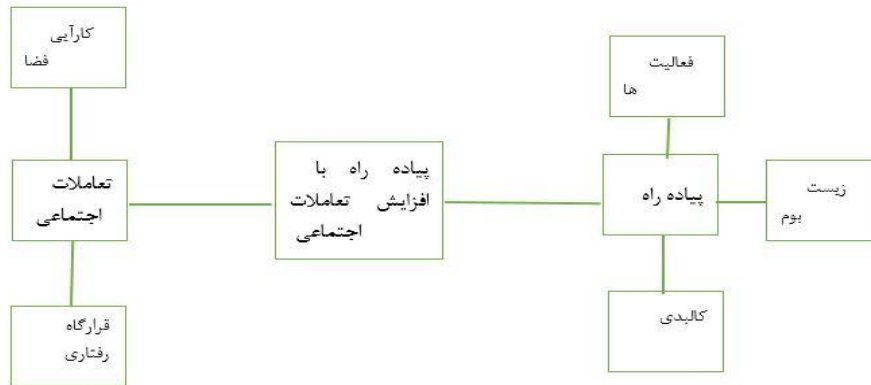 فعالیت
ها
زیست
بوم
پیاده راه
کالبدی
پیاده راه با
افزایش تعاملات
اجتماعی
کارآیی
فضا
تعاملات
اجتماعی
قرارگاه
رفتاری